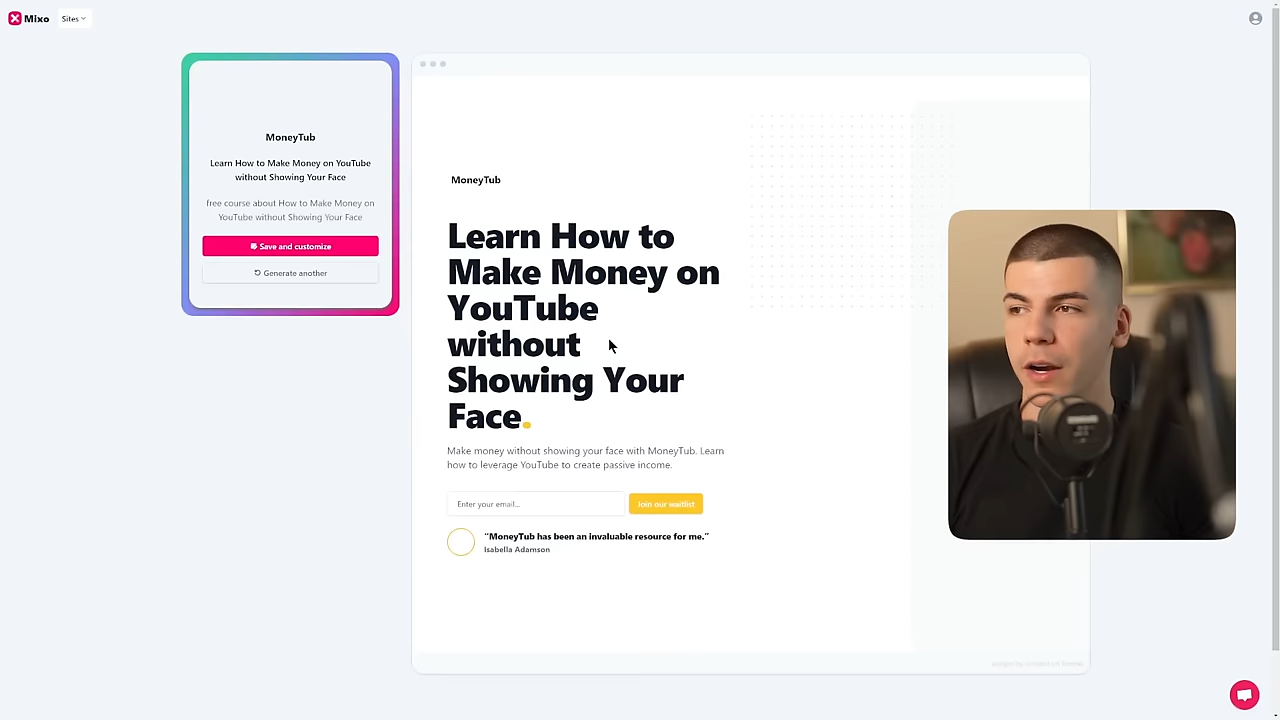 Mixo
Sites
MoneyTub
Learn How to Make Money on YouTube
without Showing Your Face
free course about How to Make Money on
YouTube without Showing Your Face
Save and customize
Generate another
MoneyTub
Learn How to
Make Money on
YouTube
without
Showing Your
Face.
Make money without showing your face with MoneyTub. Learn
how to leverage YouTube to create passive income.
Enter your email...
Join our waitlist
“MoneyTub has been an invaluable resource for me.”
Isabella Adamson